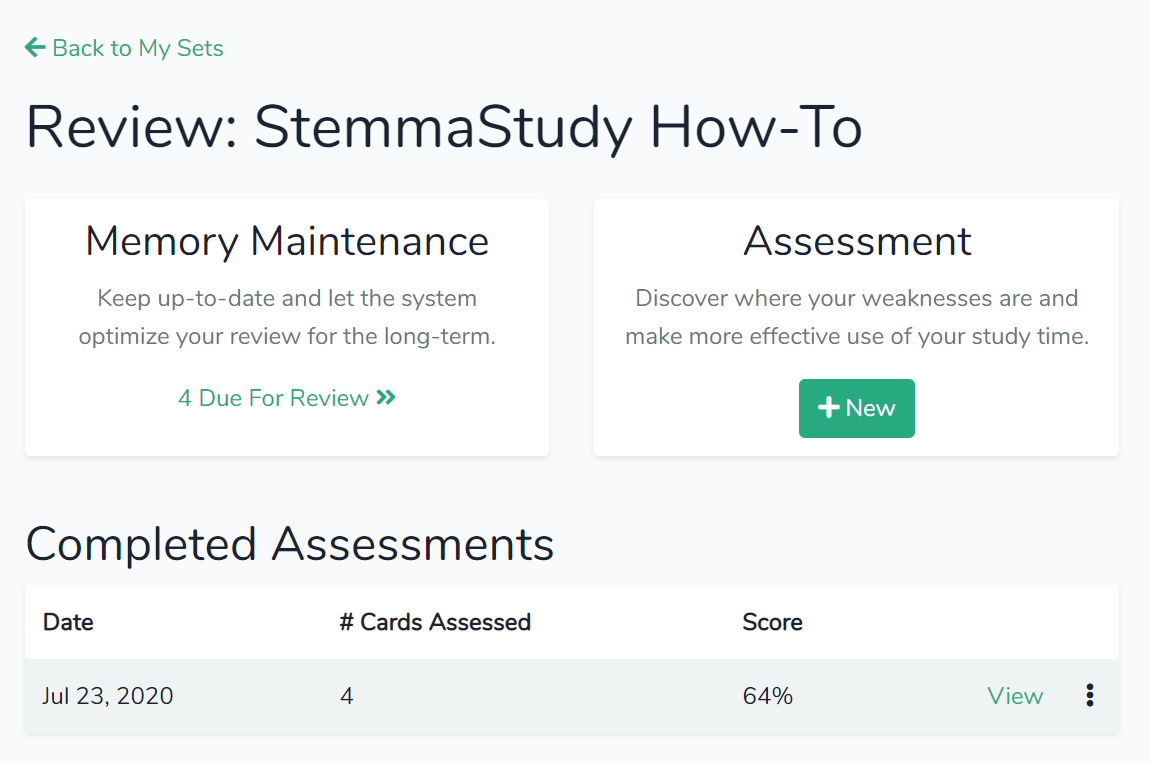 Back to My Sets
Review: StemmaStudy How-To
Memory Maintenance
Keep up-to-date and let the system
optimize your review for the long-term.
4 Due For Review
Assessment
Discover where your weaknesses are and
make more effective use of your study time.
New
Completed Assessments
Date # Cards Assessed Score
Jul 23, 2020 4 64% View